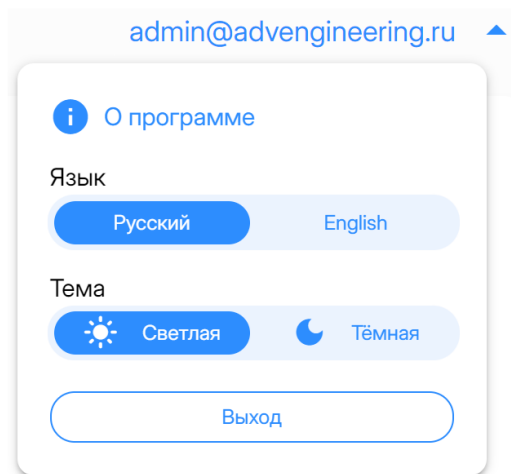 admin@advengineering.ru
О программе
Язык
Русский English
Тема
Светлая Тёмная
Выход